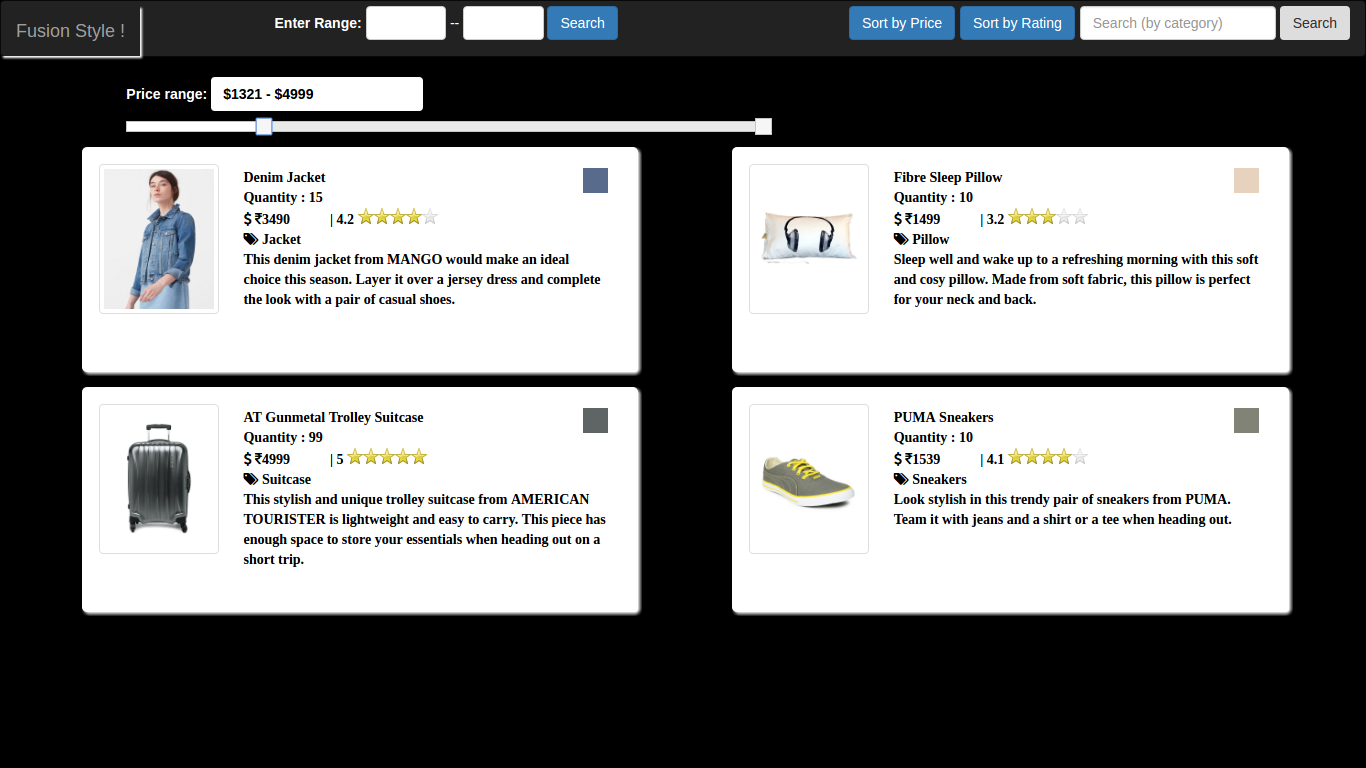 Fusion Style !
Enter Range: -- Search
Sort by Price Sort by Rating Search (by category) Search
Price range: $1321 - $4999
Denim Jacket
Quantity : 15
$ ₹3490 | 4.2
Jacket
This denim jacket from MANGO would make an ideal
choice this season. Layer it over a jersey dress and complete
the look with a pair of casual shoes.
Fibre Sleep Pillow
Quantity : 10
$ ₹1499 | 3.2
Pillow
Sleep well and wake up to a refreshing morning with this soft
and cosy pillow. Made from soft fabric, this pillow is perfect
for your neck and back.
AT Gunmetal Trolley Suitcase
Quantity : 99
$ ₹4999 | 5
Suitcase
This stylish and unique trolley suitcase from AMERICAN
TOURISTER is lightweight and easy to carry. This piece has
enough space to store your essentials when heading out on a
short trip.
PUMA Sneakers
Quantity : 10
$ ₹1539 | 4.1
Sneakers
Look stylish in this trendy pair of sneakers from PUMA.
Team it with jeans and a shirt or a tee when heading out.